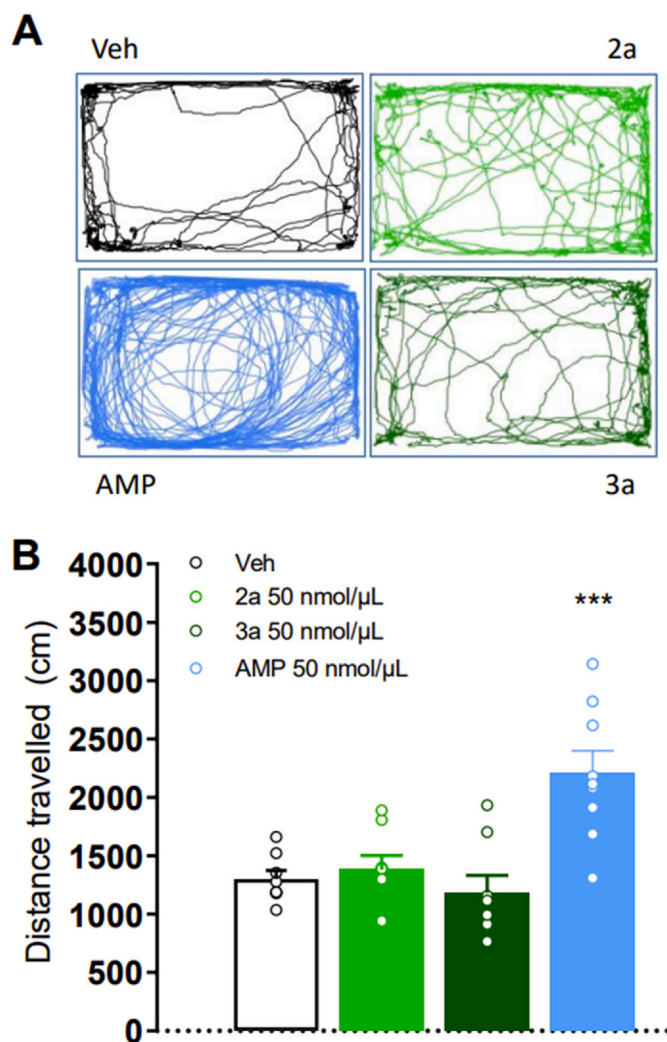 A
Veh 2a
AMP 3a
B
Distance travelled (cm)
4000
3500
3000
2500
2000
1500
1000
500
0
Veh
2a 50 nmol/µL
3a 50 nmol/µL
AMP 50 nmol/µL
***